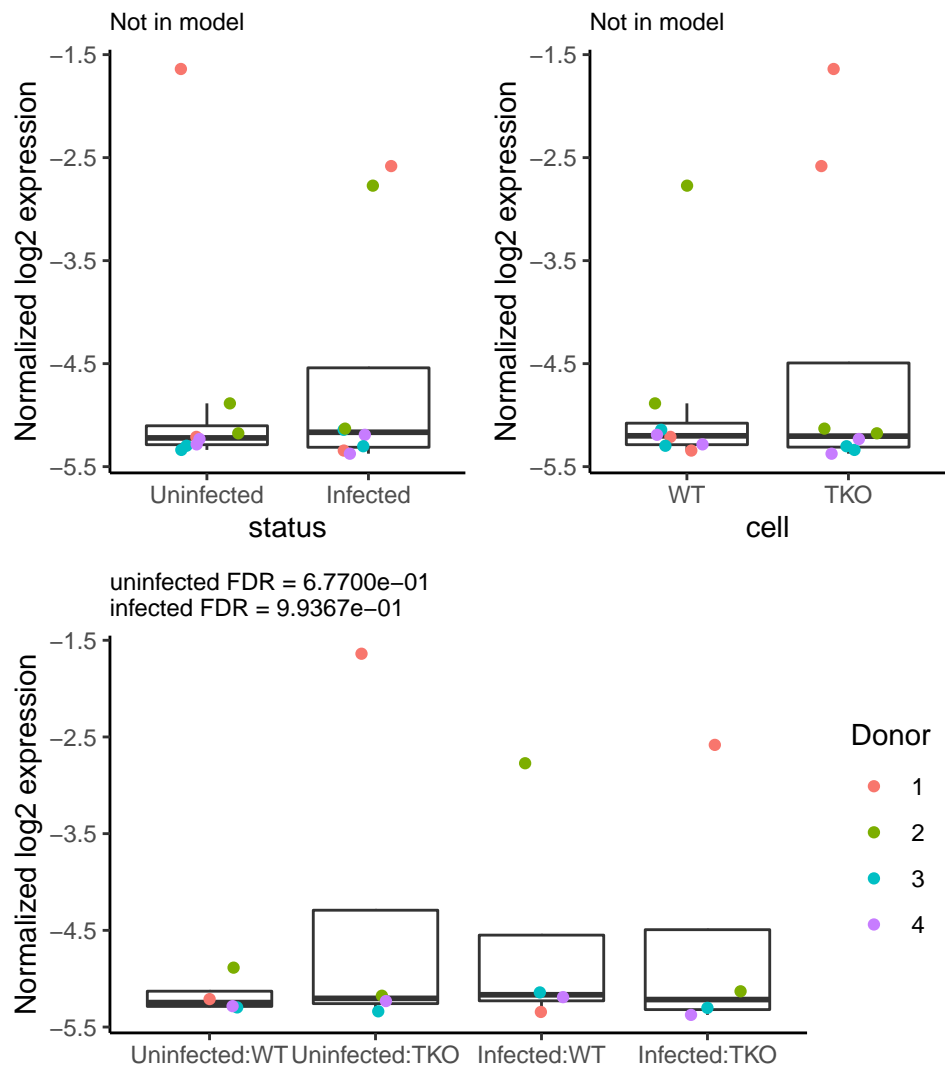 Not in model
Normalized log2 expression
−1.5
−2.5
−3.5
−4.5
−5.5
Uninfected Infected
status
Not in model
Normalized log2 expression
−1.5
−2.5
−3.5
−4.5
−5.5
WT TKO
cell
uninfected FDR = 6.7700e−01
infected FDR = 9.9367e−01
Normalized log2 expression
−1.5
−2.5
−3.5
−4.5
−5.5
Uninfected:WT Uninfected:TKO Infected:WT Infected:TKO
Donor
1
2
3
4